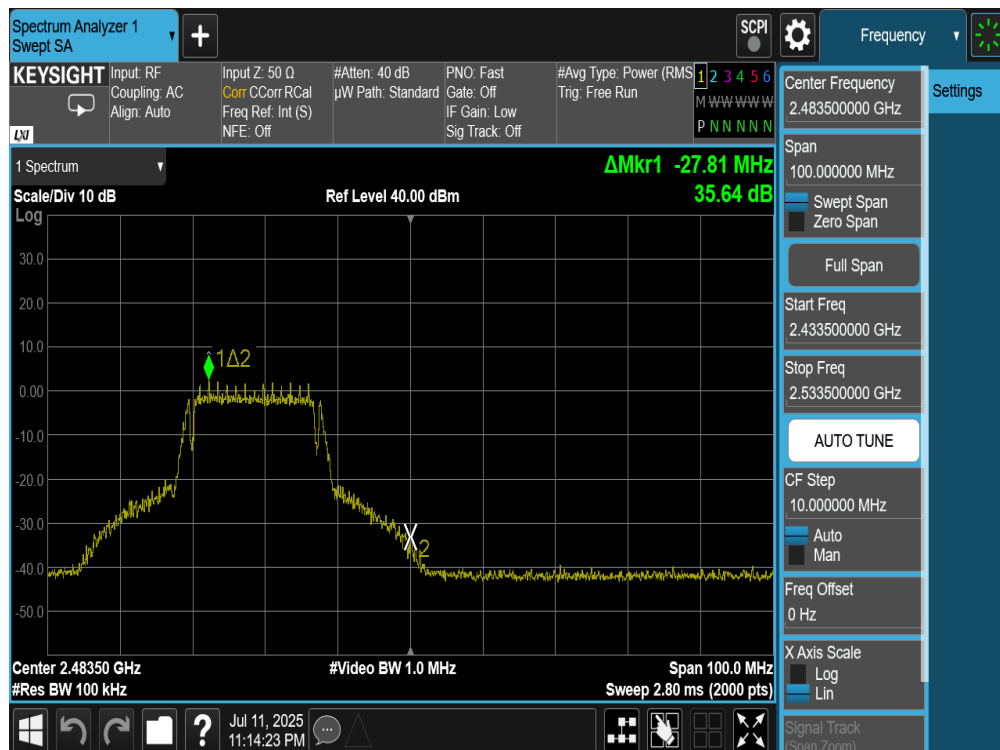 Spectrum Analyzer 1
Swept SA
+
SCPI
Frequency
KEYSIGHT
LXI
Input: RF
Coupling: AC
Align: Auto
Input Z: 50 Ω
Corr CCorr RCal
Freq Ref: Int (S)
NFE: Off
#Atten: 40 dB
µW Path: Standard
PNO: Fast
Gate: Off
IF Gain: Low
Sig Track: Off
#Avg Type: Power (RMS
Trig: Free Run
1 2 3 4 5 6
M W W W W W
P N N N N N
1 Spectrum
ΔMkr1 -27.81 MHz
35.64 dB
Scale/Div 10 dB
Ref Level 40.00 dBm
Log
30.0
20.0
10.0
0.00
-10.0
-20.0
-30.0
-40.0
-50.0
1Δ2
X2
Center 2.48350 GHz
#Video BW 1.0 MHz
Span 100.0 MHz
#Res BW 100 kHz
Sweep 2.80 ms (2000 pts)
Center Frequency
2.483500000 GHz
Span
100.000000 MHz
Swept Span
Zero Span
Full Span
Start Freq
2.433500000 GHz
Stop Freq
2.533500000 GHz
AUTO TUNE
CF Step
10.000000 MHz
Auto
Man
Freq Offset
0 Hz
X Axis Scale
Log
Lin
Signal Track
(Span Zoom)
Settings
?
Jul 11, 2025
11:14:23 PM